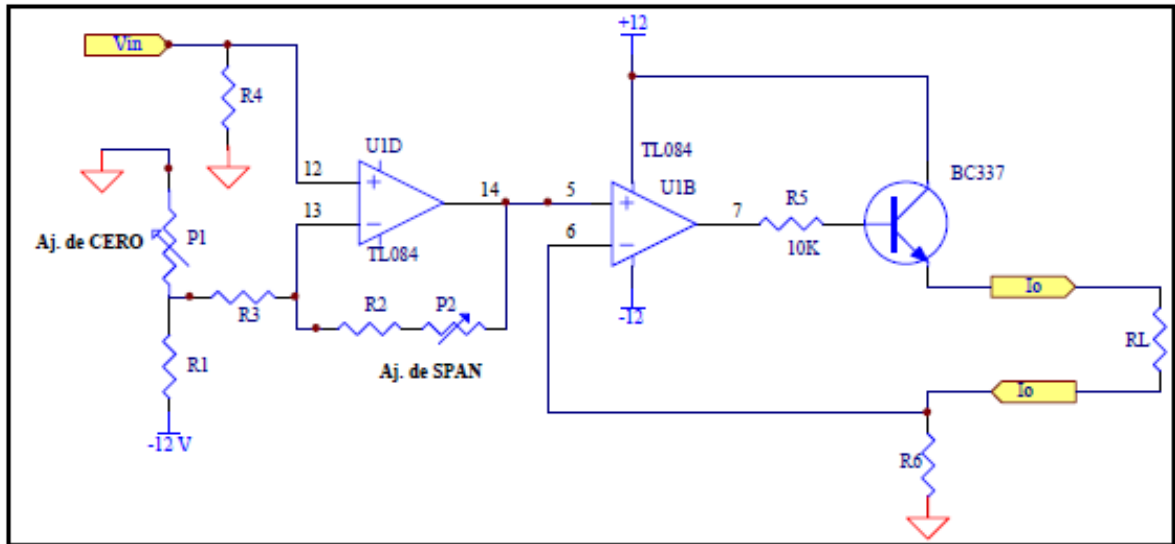 Vin
+12
R4
U1D
TL084
BC337
12
14
5
U1B
13
7
R5
Aj. de CERO
P1
TL084
6
10K
R2
P2
-12
Io
R3
Aj. de SPAN
RL
R1
Io
-12 V
R6